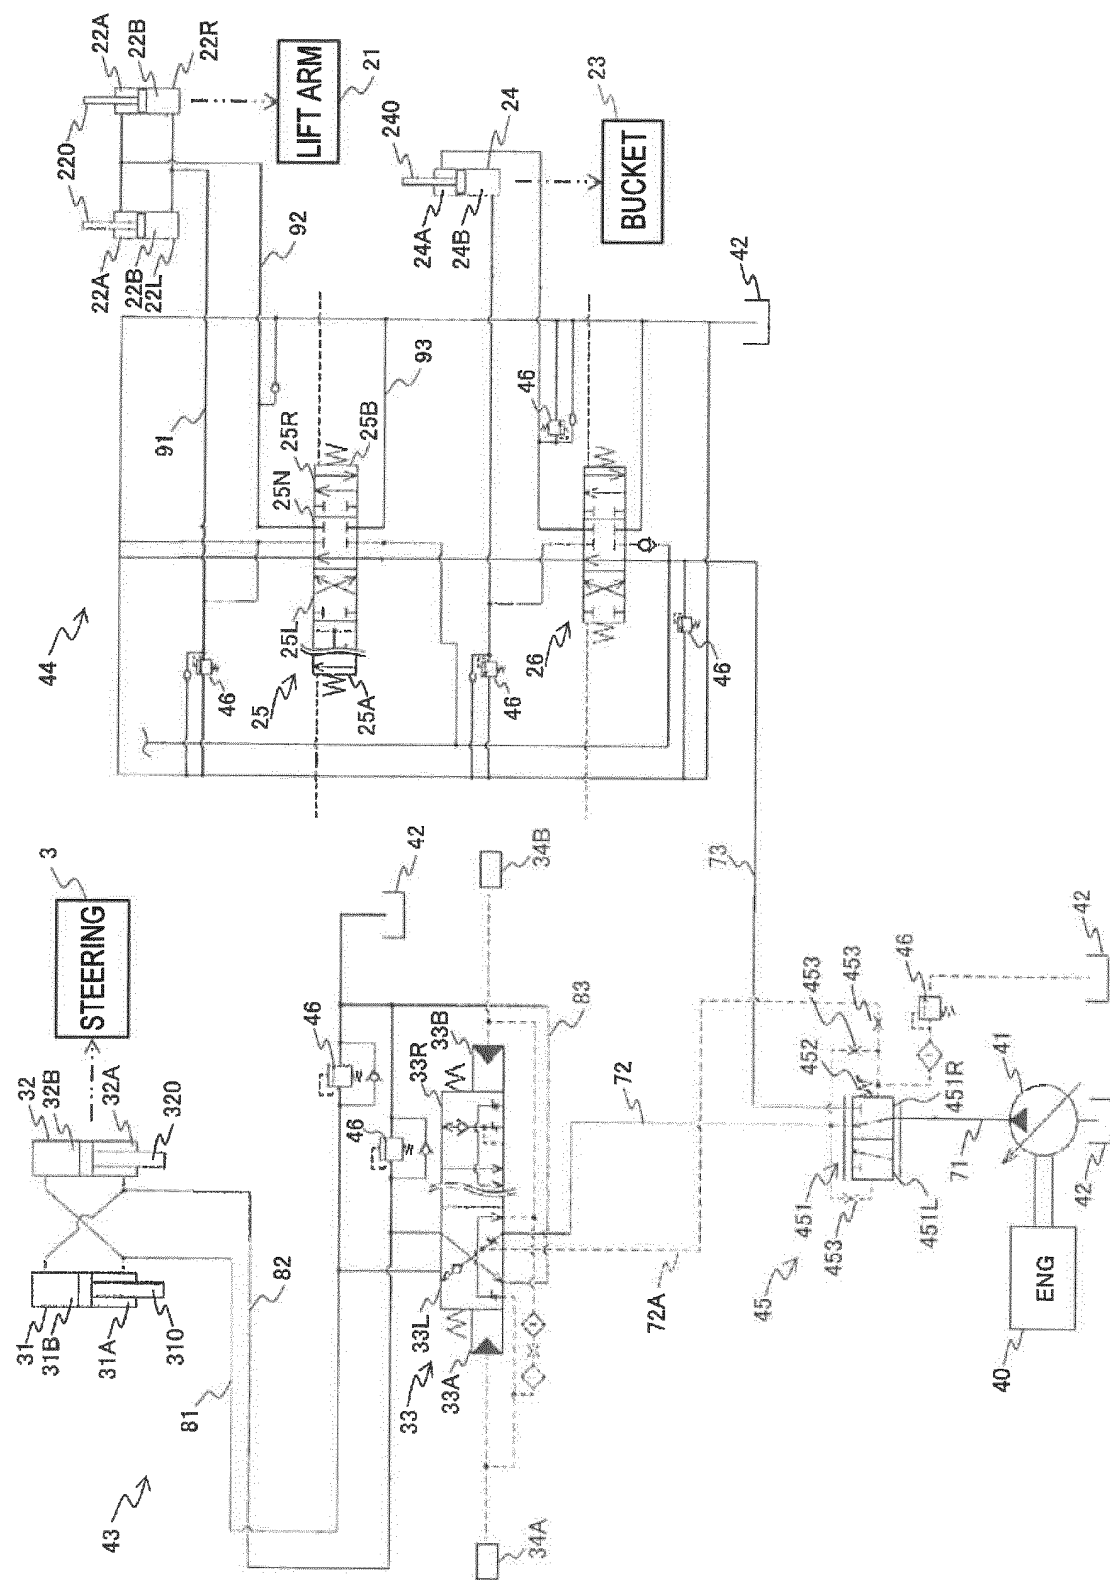 43
81
31
31B
31A
310
82
32
32B
32A
320
STEERING
3
44
22A
22B
22L
220
22A
22B
22R
LIFT ARM
21
91
92
46
25
25L
25N
25R
25B
25A
93
24A
24B
240
24
BUCKET
23
46
26
46
46
42
46
46
42
33
33A
33L
33R
33B
83
34A
34B
72
72A
73
45
451
453
452
453
453
451L
451R
71
46
42
41
42
40
ENG